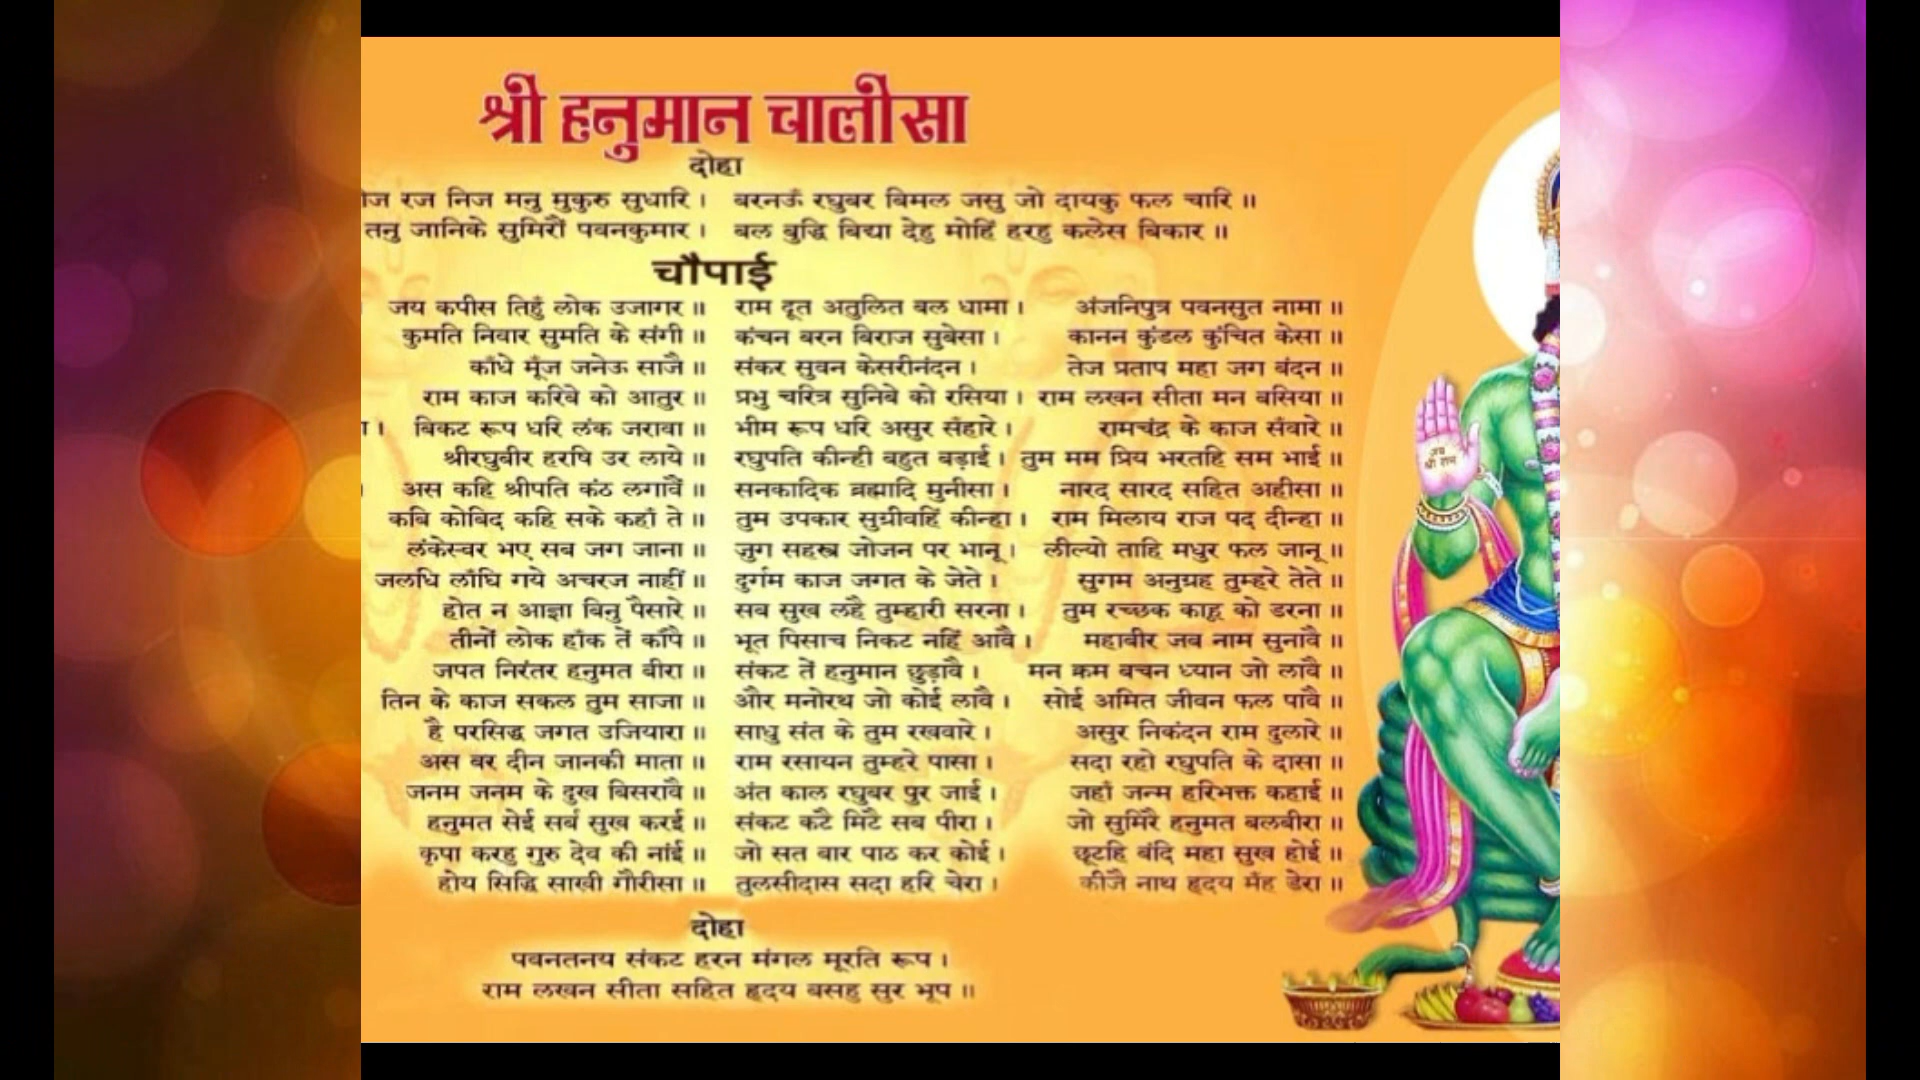 श्री हनुमान चालीसा
दोहा
रज निज मनु मुकुरु सुधारि। बरनऊँ रघुबर बिमल जसु जो दायकु फल चारि॥
तनु जानिके सुमिरौं पवनकुमार। बल बुद्धि बिद्या देहु मोहिं हरहु कलेस बिकार॥
चौपाई
जय कपीस तिहुँ लोक उजागर॥ राम दूत अतुलित बल धामा। अंजनिपुत्र पवनसुत नामा॥
कुमति निवार सुमति के संगी॥ कंचन बरन बिराज सुबेसा। कानन कुंडल कुंचित केसा॥
काँधे मूँज जनेऊ साजै॥ संकर सुवन केसरीनंदन। तेज प्रताप महा जग बंदन॥
राम काज करिबे को आतुर॥ प्रभु चरित्र सुनिबे को रसिया। राम लखन सीता मन बसिया॥
बिकट रूप धरि लंक जरावा॥ भीम रूप धरि असुर सँहारे। रामचंद्र के काज सँवारे॥
श्रीरघुबीर हरषि उर लाये॥ रघुपति कीन्ही बहुत बड़ाई। तुम मम प्रिय भरतहि सम भाई॥
अस कहि श्रीपति कंठ लगावैं॥ सनकादिक ब्रह्मादि मुनीसा। नारद सारद सहित अहीसा॥
कबि कोबिद कहि सके कहाँ ते॥ तुम उपकार सुग्रीवहिं कीन्हा। राम मिलाय राज पद दीन्हा॥
लंकेस्वर भए सब जग जाना॥ जुग सहस्त्र जोजन पर भानू। लील्यो ताहि मधुर फल जानू॥
जलधि लाँघि गये अचरज नाहीं॥ दुर्गम काज जगत के जेते। सुगम अनुग्रह तुम्हरे तेते॥
होत न आज्ञा बिनु पैसारे॥ सब सुख लहै तुम्हारी सरना। तुम रच्छक काहू को डरना॥
तीनों लोक हाँक तें काँपे॥ भूत पिसाच निकट नहिं आवै। महाबीर जब नाम सुनावै॥
जपत निरंतर हनुमत बीरा॥ संकट तें हनुमान छुड़ावै। मन क्रम बचन ध्यान जो लावै॥
तिन के काज सकल तुम साजा॥ और मनोरथ जो कोई लावै। सोई अमित जीवन फल पावै॥
है परसिद्ध जगत उजियारा॥ साधु संत के तुम रखवारे। असुर निकंदन राम दुलारे॥
अस बर दीन जानकी माता॥ राम रसायन तुम्हरे पासा। सदा रहो रघुपति के दासा॥
जनम जनम के दुख बिसरावै॥ अंत काल रघुबर पुर जाई। जहाँ जन्म हरिभक्त कहाई॥
हनुमत सेई सर्ब सुख करई॥ संकट कटै मिटै सब पीरा। जो सुमिरै हनुमत बलबीरा॥
कृपा करहु गुरु देव की नांई॥ जो सत बार पाठ कर कोई। छूटहि बंदि महा सुख होई॥
होय सिद्धि साखी गौरीसा॥ तुलसीदास सदा हरि चेरा। कीजै नाथ हृदय मँह डेरा॥
दोहा
पवनतनय संकट हरन मंगल मूरति रूप।
राम लखन सीता सहित हृदय बसहु सुर भूप॥
जय
श्री राम